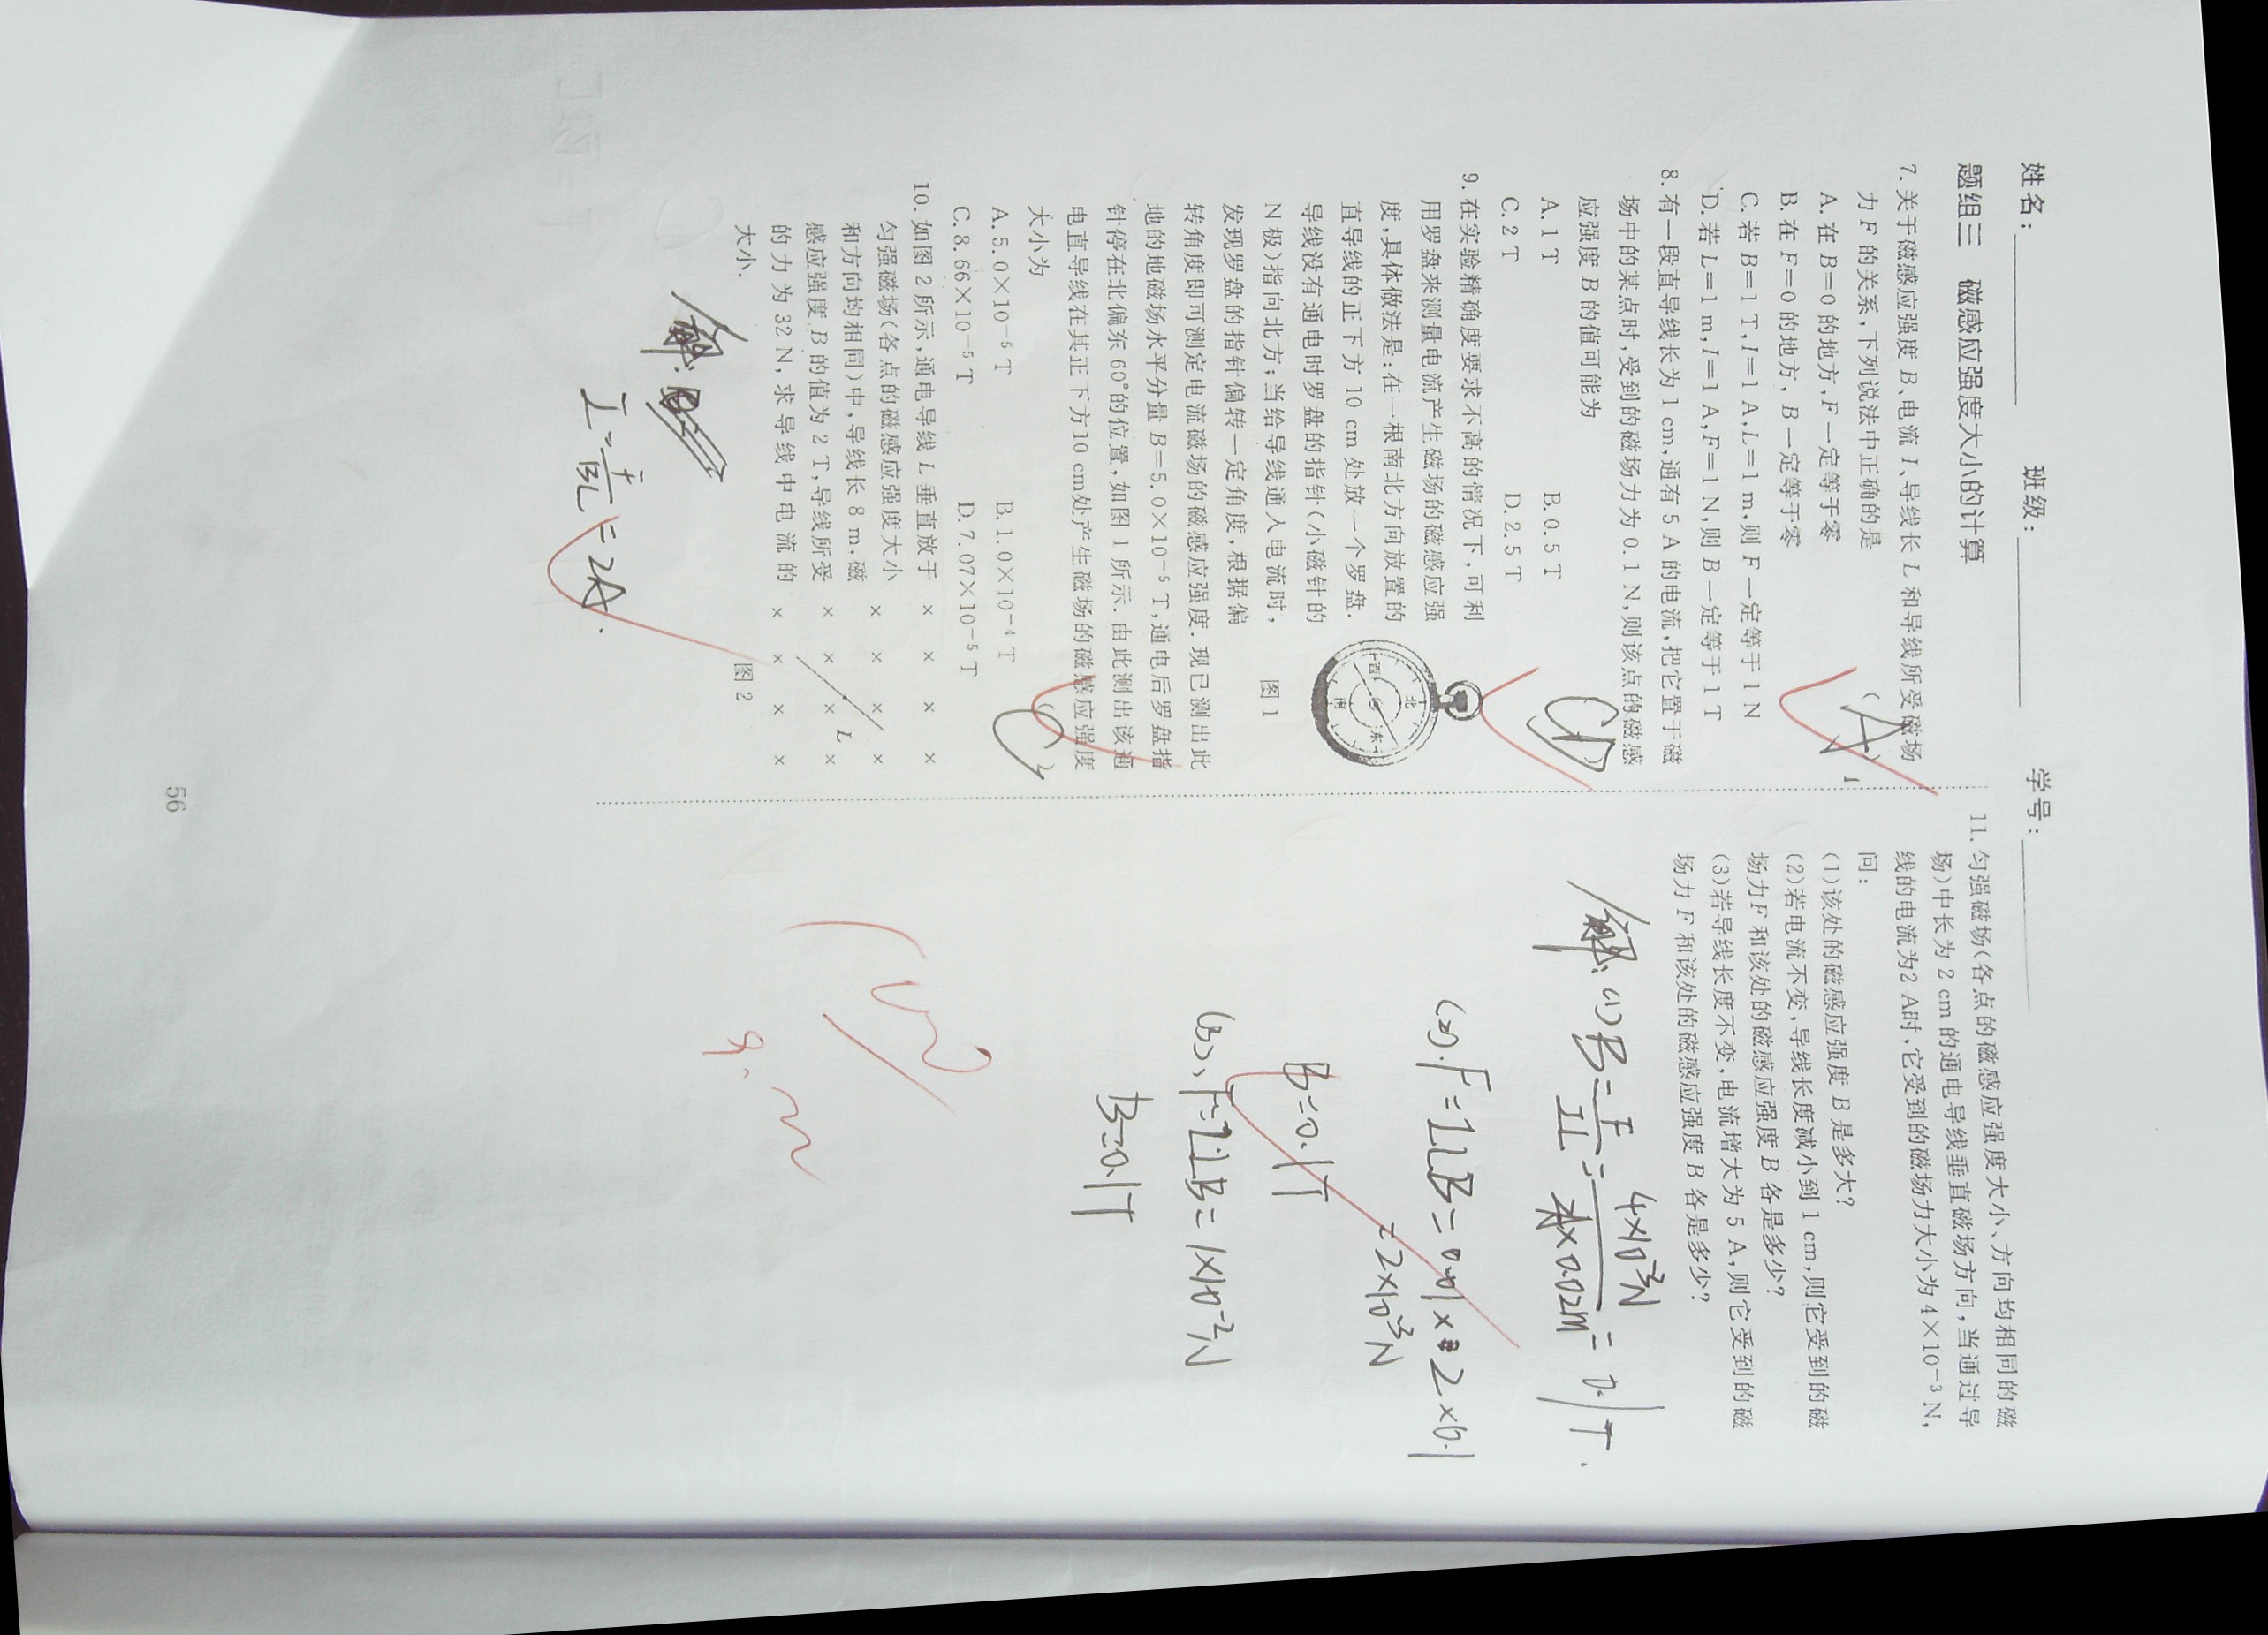 姓名：
班级：
学号：
题组三 磁感应强度大小的计算
7. 关于磁感应强度 B、电流 I、导线长 L 和导线所受磁场
力 F 的关系,下列说法中正确的是
(A)
A. 在 B=0 的地方,F 一定等于零
B. 在 F=0 的地方,B 一定等于零
C. 若 B=1 T,I=1 A,L=1 m,则 F 一定等于 1 N
D. 若 L=1 m,I=1 A,F=1 N,则 B 一定等于 1 T
8. 有一段直导线长为 1 cm,通有 5 A 的电流,把它置于磁
场中的某点时,受到的磁场力为 0.1 N,则该点的磁感
应强度 B 的值可能为
A. 1 T B. 0.5 T
C. 2 T D. 2.5 T
CD
9. 在实验精确度要求不高的情况下,可利
用罗盘来测量电流产生磁场的磁感应强
度,具体做法是:在一根南北方向放置的
直导线的正下方 10 cm 处放一个罗盘.
导线没有通电时罗盘的指针(小磁针的
N 极)指向北方;当给导线通入电流时,
发现罗盘的指针偏转一定角度,根据偏
北
西
东
南
图 1
转角度即可测定电流磁场的磁感应强度. 现已测出此
地的地磁场水平分量 B=5.0×10⁻⁵ T,通电后罗盘指
针停在北偏东 60°的位置,如图 1 所示. 由此测出该通
电直导线在其正下方10 cm处产生磁场的磁感应强度
大小为
C
A. 5.0×10⁻⁵ T B. 1.0×10⁻⁴ T
C. 8.66×10⁻⁵ T D. 7.07×10⁻⁵ T
10. 如图 2 所示,通电导线 L 垂直放于
匀强磁场(各点的磁感应强度大小
和方向均相同)中,导线长 8 m,磁
感应强度 B 的值为 2 T,导线所受
的力为 32 N, 求导线中电流的
大小.
L
图 2
解:
I=F/BL=2A.
11. 匀强磁场(各点的磁感应强度大小、方向均相同的磁
场)中长为 2 cm 的通电导线垂直磁场方向,当通过导
线的电流为2 A时,它受到的磁场力大小为 4×10⁻³ N,
问:
(1)该处的磁感应强度 B 是多大?
(2)若电流不变,导线长度减小到 1 cm,则它受到的磁
场力 F 和该处的磁感应强度 B 各是多少?
(3)若导线长度不变,电流增大为 5 A,则它受到的磁
场力 F 和该处的磁感应强度 B 各是多少?
解: (1) B=F/IL=4×10⁻³N/2A×0.02M=0.1T.
(2). F=ILB=0.01×2×0.1
=2×10⁻³N
B=0.1T
(3)、F=ILB=1×10⁻²N
B=0.1T
9.
56